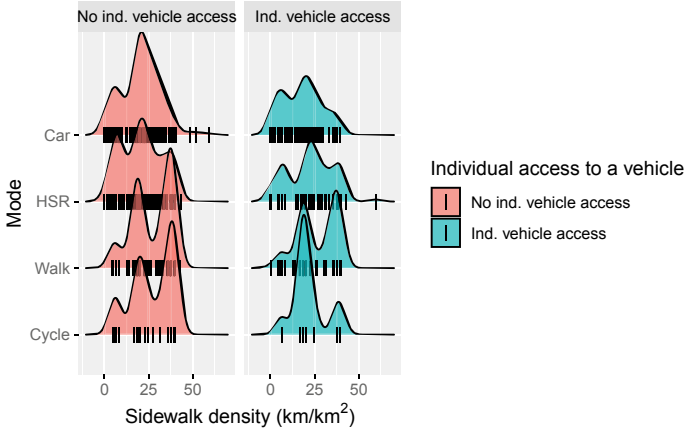 No ind. vehicle access
Ind. vehicle access
Mode
Car
HSR
Walk
Cycle
0
25
50
0
25
50
Sidewalk density (km/km²)
Individual access to a vehicle
No ind. vehicle access
Ind. vehicle access